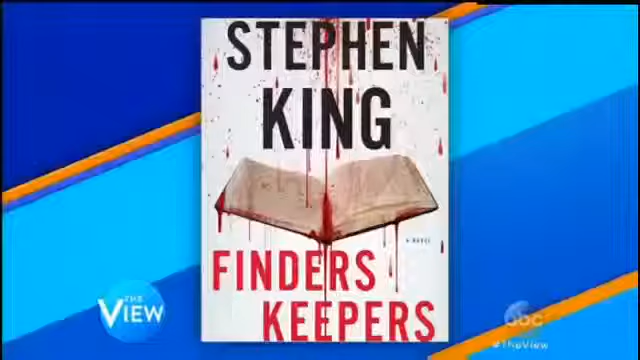 STEPHEN
KING
A NOVEL
FINDERS
KEEPERS
THE
VIEW
abc
#TheView